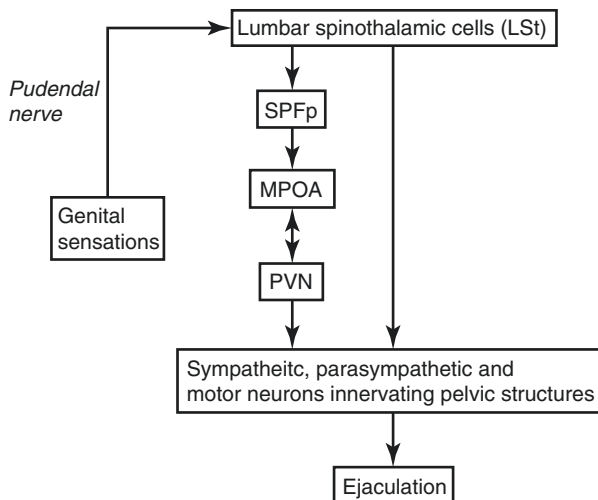 Lumbar spinothalamic cells (LSt)
Pudendal
nerve
SPFp
MPOA
Genital
sensations
PVN
Sympatheitc, parasympathetic and
motor neurons innervating pelvic structures
Ejaculation